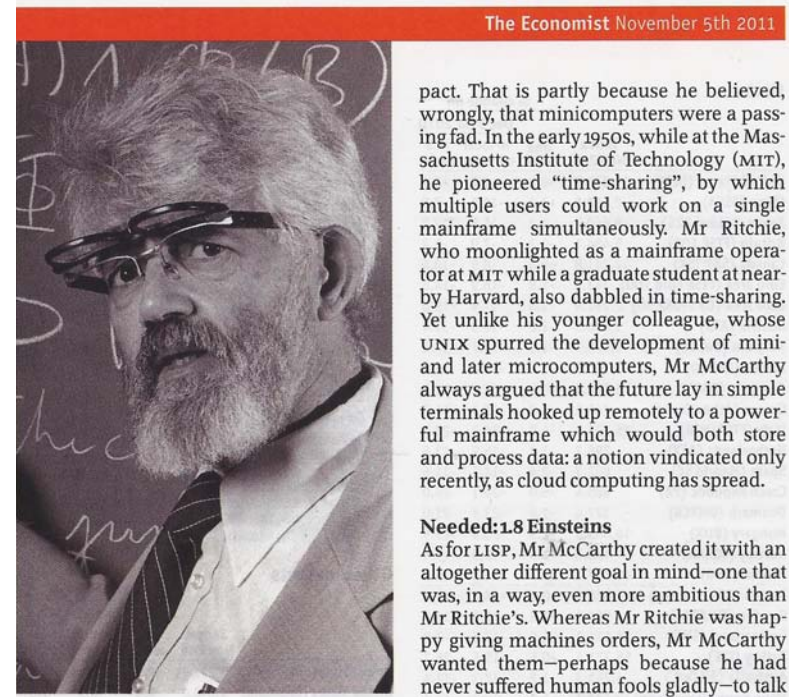 The Economist November 5th 2011
pact. That is partly because he believed,
wrongly, that minicomputers were a pass-
ing fad. In the early 1950s, while at the Mas-
sachusetts Institute of Technology (MIT),
he pioneered “time-sharing”, by which
multiple users could work on a single
mainframe simultaneously. Mr Ritchie,
who moonlighted as a mainframe opera-
tor at MIT while a graduate student at near-
by Harvard, also dabbled in time-sharing.
Yet unlike his younger colleague, whose
UNIX spurred the development of mini-
and later microcomputers, Mr McCarthy
always argued that the future lay in simple
terminals hooked up remotely to a power-
ful mainframe which would both store
and process data: a notion vindicated only
recently, as cloud computing has spread.
Needed: 1.8 Einsteins
As for LISP, Mr McCarthy created it with an
altogether different goal in mind—one that
was, in a way, even more ambitious than
Mr Ritchie's. Whereas Mr Ritchie was hap-
py giving machines orders, Mr McCarthy
wanted them—perhaps because he had
never suffered human fools gladly—to talk